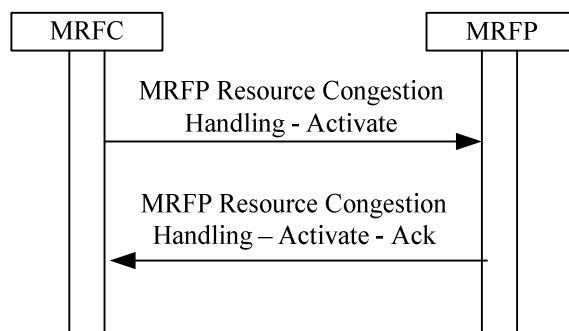 MRFC
MRFP
MRFP Resource Congestion
Handling - Activate
MRFP Resource Congestion
Handling – Activate - Ack